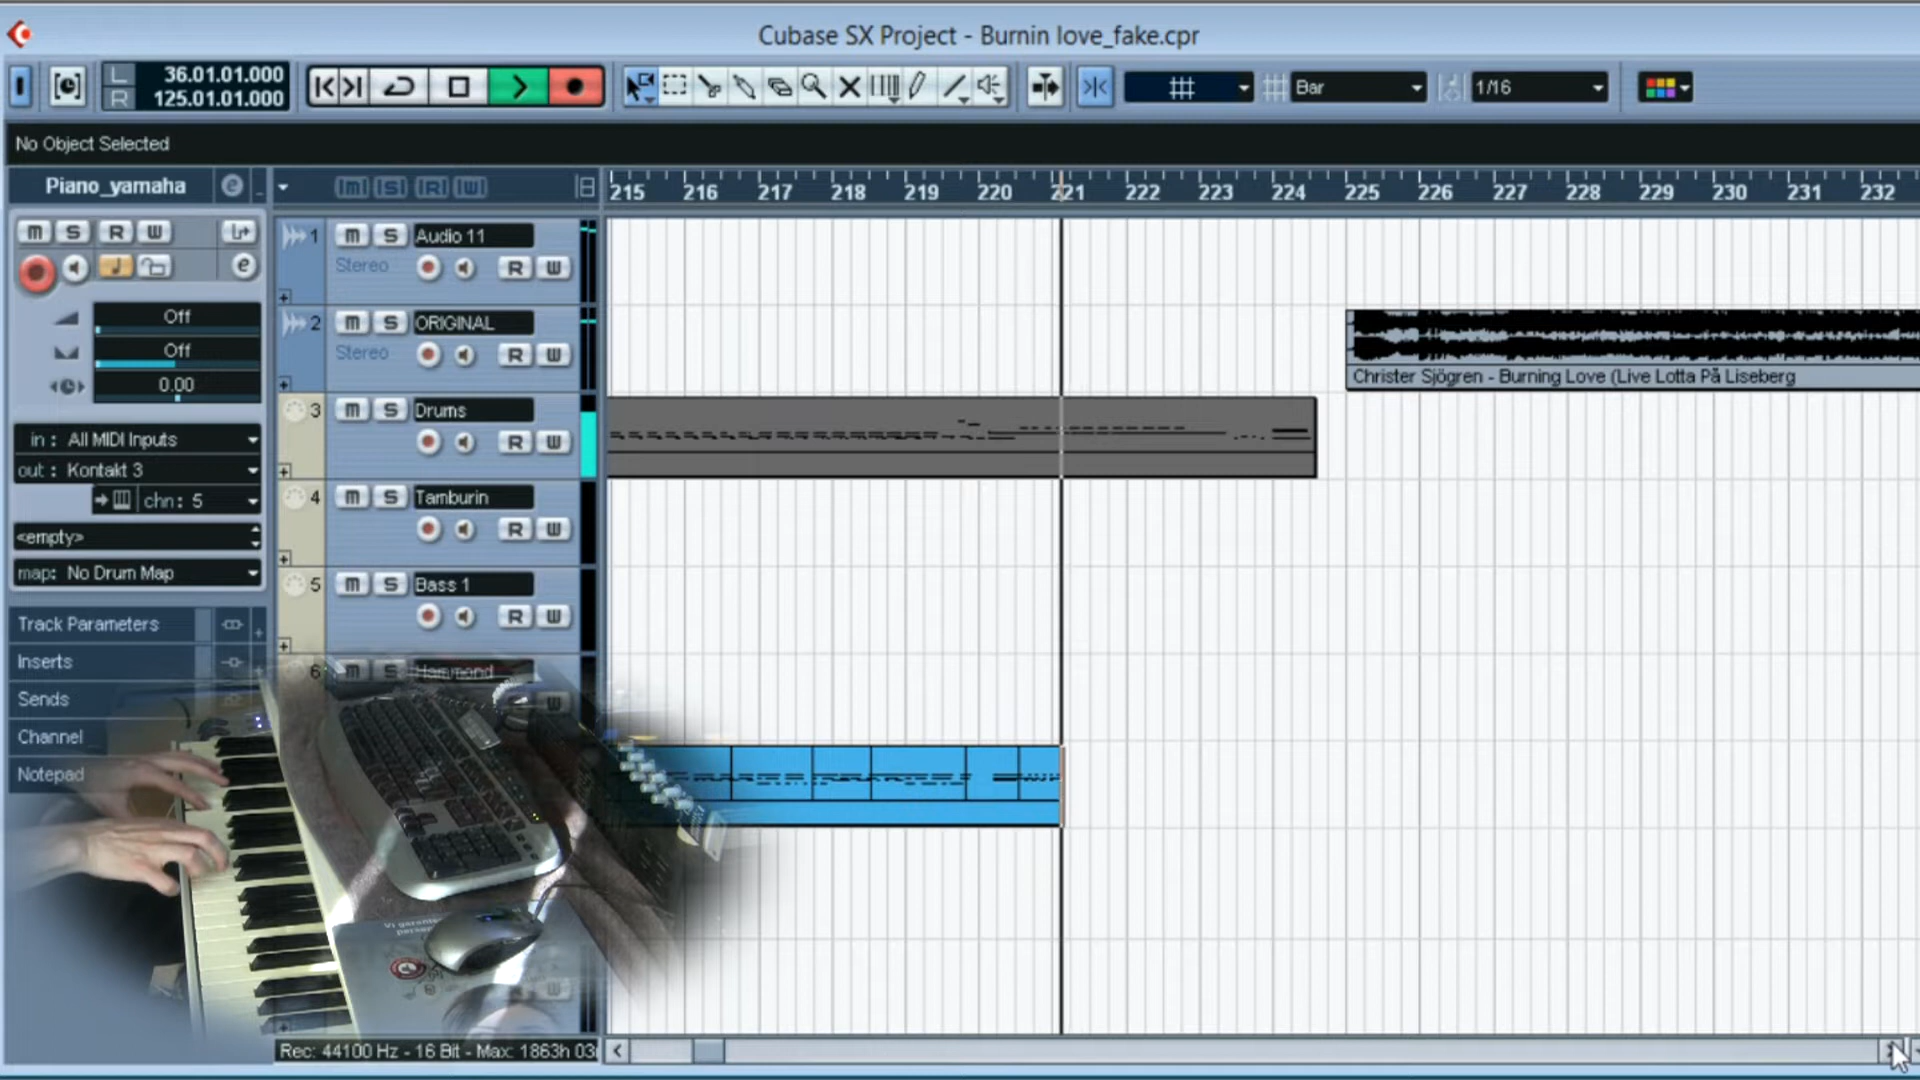 Cubase SX Project - Burnin love_fake.cpr
L 36.01.01.000
R 125.01.01.000
Bar
1/16
No Object Selected
Piano_yamaha e
M S R W
215 216 217 218 219 220 221 222 223 224 225 226 227 228 229 230 231 232
M S R W
e
Off
Off
0.00
in : All MIDI Inputs
out : Kontakt 3
chn: 5
<empty>
map: No Drum Map
Track Parameters
Inserts
Sends
Channel
Notepad
1 M S Audio 11
Stereo R W
2 M S ORIGINAL
Stereo R W
3 M S Drums
R W
4 M S Tamburin
R W
5 M S Bass 1
R W
6 M S Hammond
W
Christer Sjögren - Burning Love (Live Lotta På Liseberg
Rec: 44100 Hz - 16 Bit - Max: 1863h 03